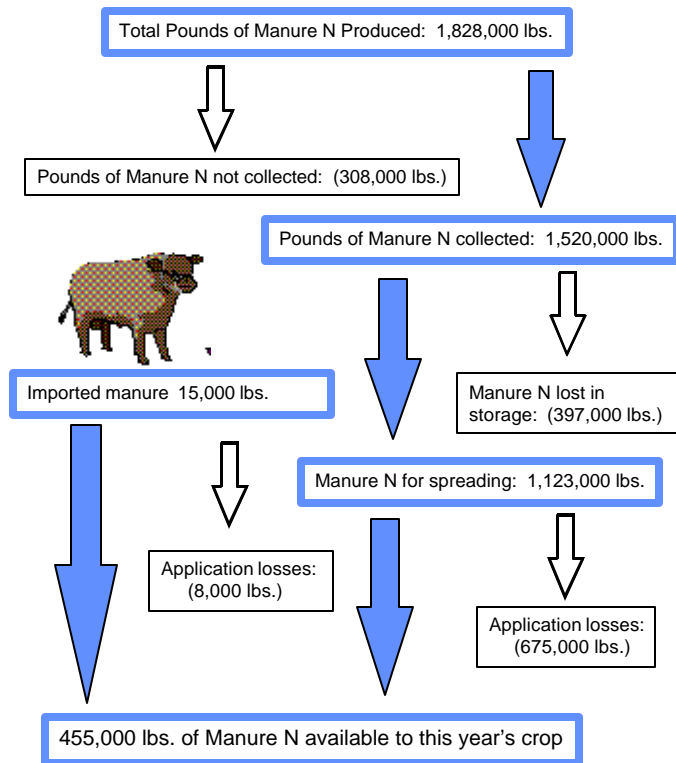 Total Pounds of Manure N Produced: 1,828,000 lbs.
Pounds of Manure N not collected: (308,000 lbs.)
Pounds of Manure N collected: 1,520,000 lbs.
Imported manure 15,000 lbs.
Manure N lost in
storage: (397,000 lbs.)
Manure N for spreading: 1,123,000 lbs.
Application losses:
(8,000 lbs.)
Application losses:
(675,000 lbs.)
455,000 lbs. of Manure N available to this year's crop